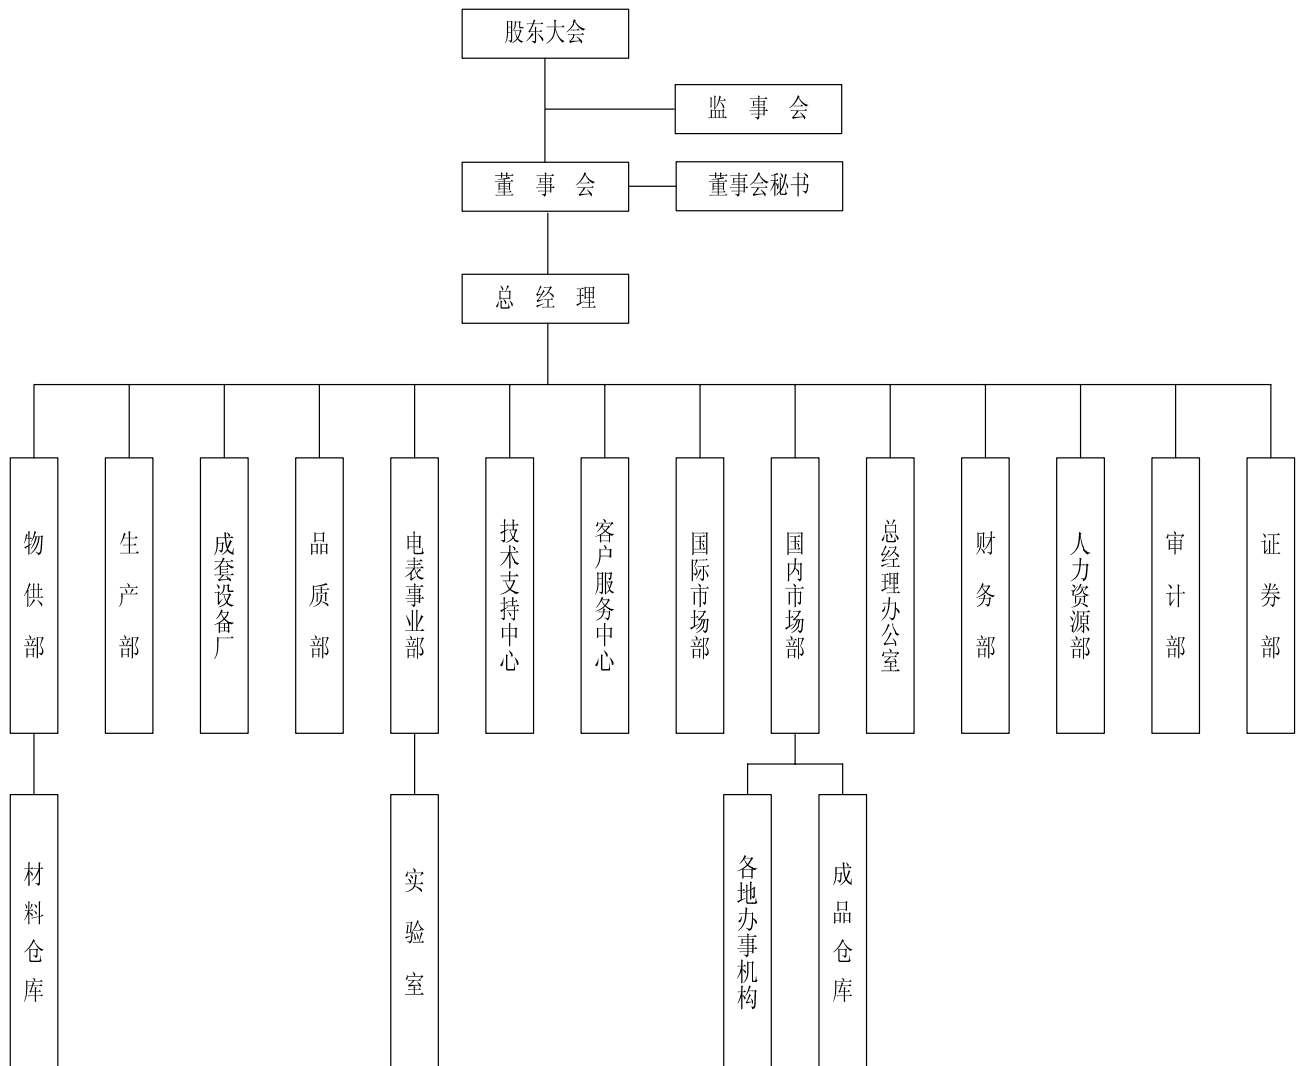 股东大会
监事会
董事会
董事会秘书
总经理
物供部
生产部
成套设备厂
品质部
电表事业部
技术支持中心
客户服务中心
国际市场部
国内市场部
总经理办公室
财务部
人力资源部
审计部
证券部
材料仓库
实验室
各地办事机构
成品仓库